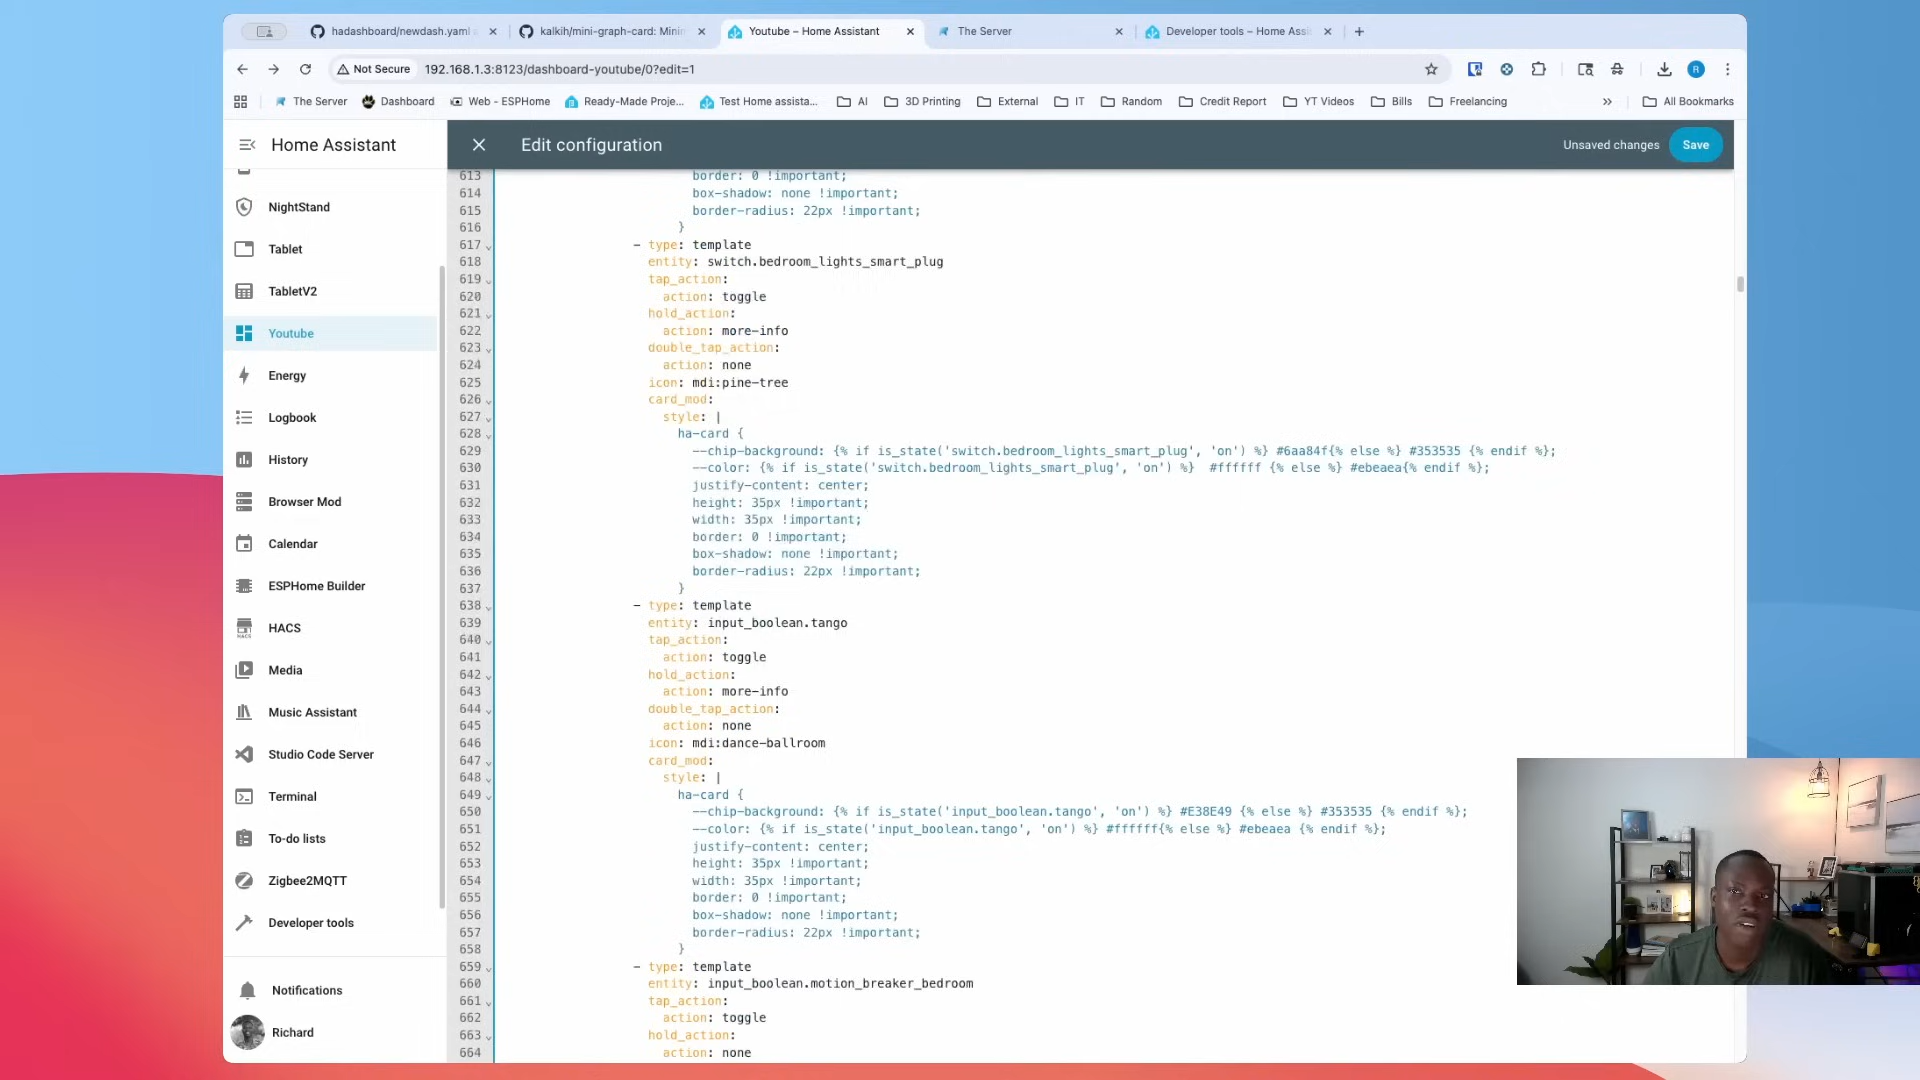 hadashboard/newdash.yaml
kalkih/mini-graph-card: Minim
Youtube – Home Assistant
The Server
Developer tools – Home Assis
Not Secure
192.168.1.3:8123/dashboard-youtube/0?edit=1
R
The Server
Dashboard
Web - ESPHome
Ready-Made Proje...
Test Home assista...
AI
3D Printing
External
IT
Random
Credit Report
YT Videos
Bills
Freelancing
All Bookmarks
Home Assistant
Edit configuration
Unsaved changes
Save
NightStand
Tablet
TabletV2
Youtube
Energy
Logbook
History
Browser Mod
Calendar
ESPHome Builder
HACS
Media
Music Assistant
Studio Code Server
Terminal
To-do lists
Zigbee2MQTT
Developer tools
Notifications
Richard
613 border: 0 !important;
614 box-shadow: none !important;
615 border-radius: 22px !important;
616 }
617 - type: template
618 entity: switch.bedroom_lights_smart_plug
619 tap_action:
620 action: toggle
621 hold_action:
622 action: more-info
623 double_tap_action:
624 action: none
625 icon: mdi:pine-tree
626 card_mod:
627 style: |
628 ha-card {
629 --chip-background: {% if is_state('switch.bedroom_lights_smart_plug', 'on') %} #6aa84f{% else %} #353535 {% endif %};
630 --color: {% if is_state('switch.bedroom_lights_smart_plug', 'on') %}  #ffffff {% else %} #ebeaea{% endif %};
631 justify-content: center;
632 height: 35px !important;
633 width: 35px !important;
634 border: 0 !important;
635 box-shadow: none !important;
636 border-radius: 22px !important;
637 }
638 - type: template
639 entity: input_boolean.tango
640 tap_action:
641 action: toggle
642 hold_action:
643 action: more-info
644 double_tap_action:
645 action: none
646 icon: mdi:dance-ballroom
647 card_mod:
648 style: |
649 ha-card {
650 --chip-background: {% if is_state('input_boolean.tango', 'on') %} #E38E49 {% else %} #353535 {% endif %};
651 --color: {% if is_state('input_boolean.tango', 'on') %} #ffffff{% else %} #ebeaea {% endif %};
652 justify-content: center;
653 height: 35px !important;
654 width: 35px !important;
655 border: 0 !important;
656 box-shadow: none !important;
657 border-radius: 22px !important;
658 }
659 - type: template
660 entity: input_boolean.motion_breaker_bedroom
661 tap_action:
662 action: toggle
663 hold_action:
664 action: none